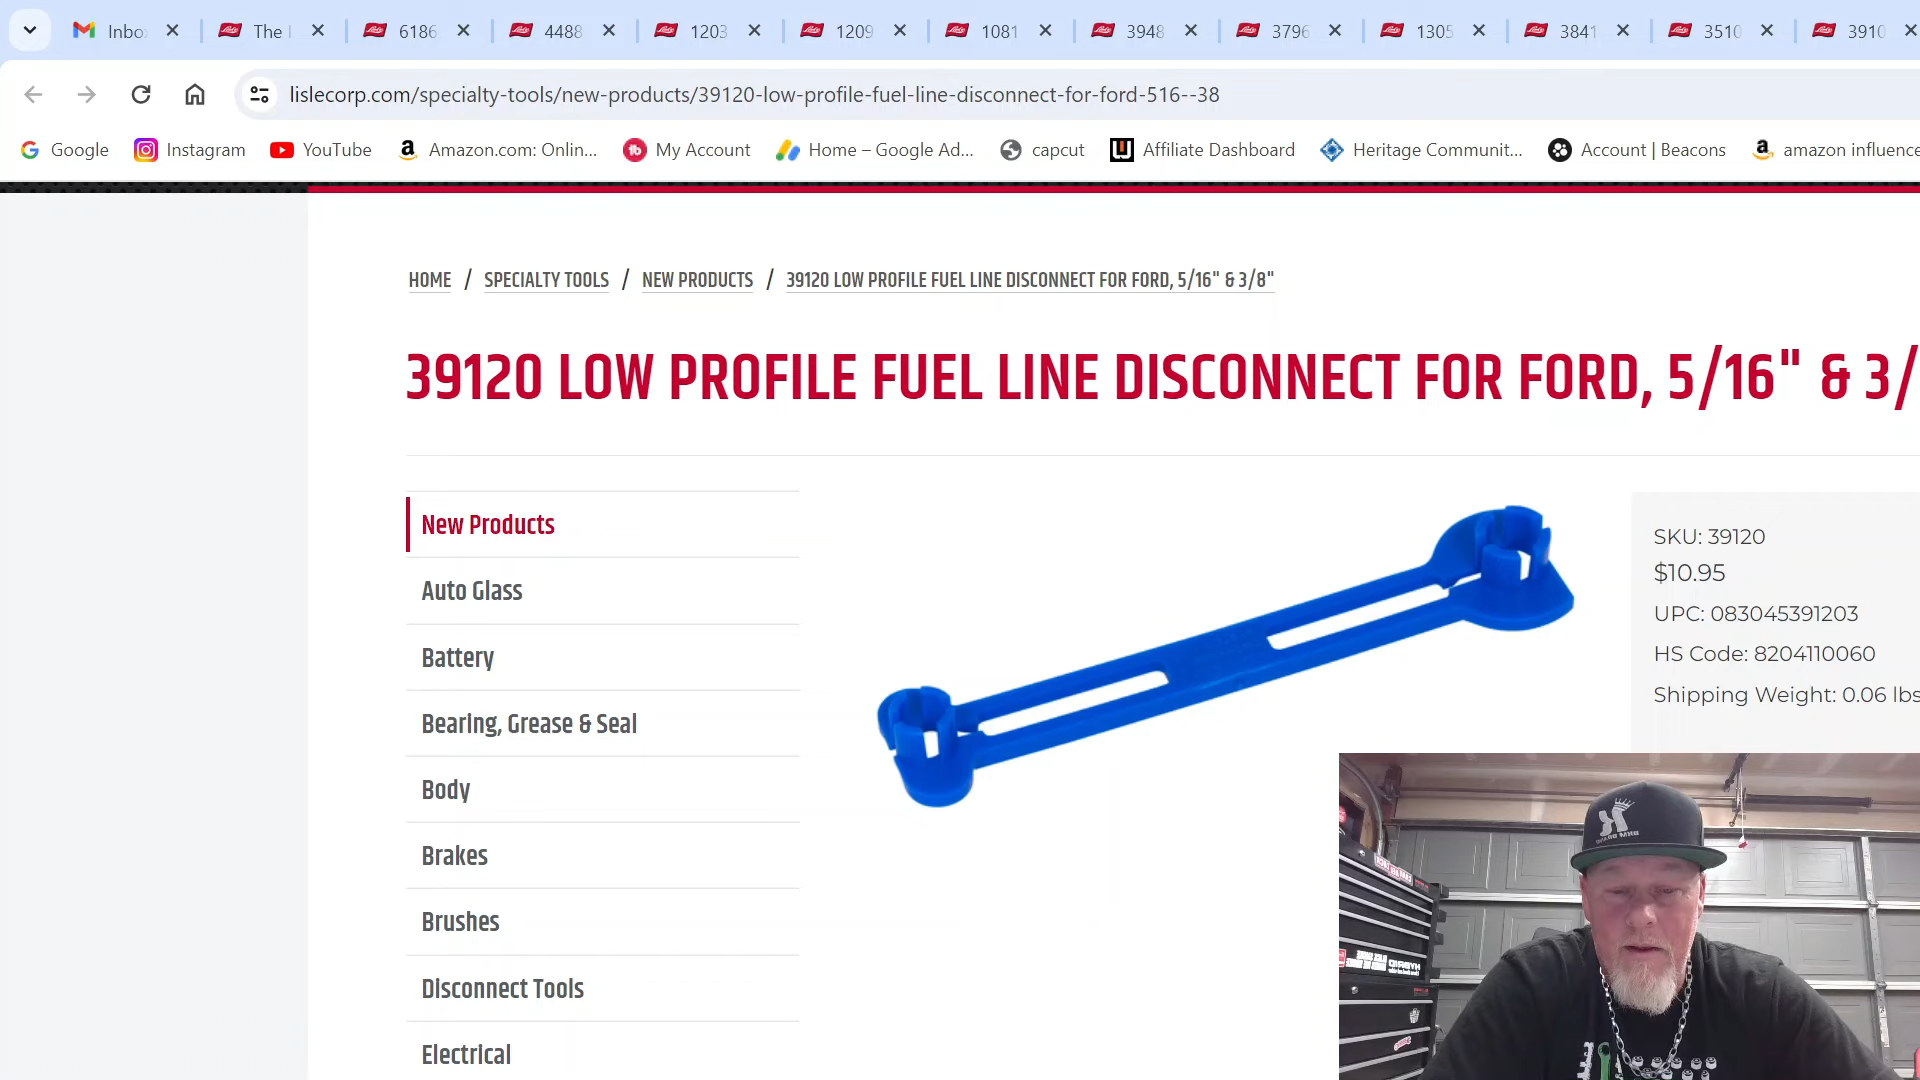 Inbo
The
6186
4488
1203
1209
1081
3948
3796
1305
3841
3510
3910
lislecorp.com/specialty-tools/new-products/39120-low-profile-fuel-line-disconnect-for-ford-516--38
Google
Instagram
YouTube
Amazon.com: Onlin...
My Account
Home – Google Ad...
capcut
Affiliate Dashboard
Heritage Communit...
Account | Beacons
amazon influence
HOME / SPECIALTY TOOLS / NEW PRODUCTS / 39120 LOW PROFILE FUEL LINE DISCONNECT FOR FORD, 5/16" & 3/8"
39120 LOW PROFILE FUEL LINE DISCONNECT FOR FORD, 5/16" & 3/
New Products
Auto Glass
Battery
Bearing, Grease & Seal
Body
Brakes
Brushes
Disconnect Tools
Electrical
SKU: 39120
$10.95
UPC: 083045391203
HS Code: 8204110060
Shipping Weight: 0.06 lbs
HYBRID